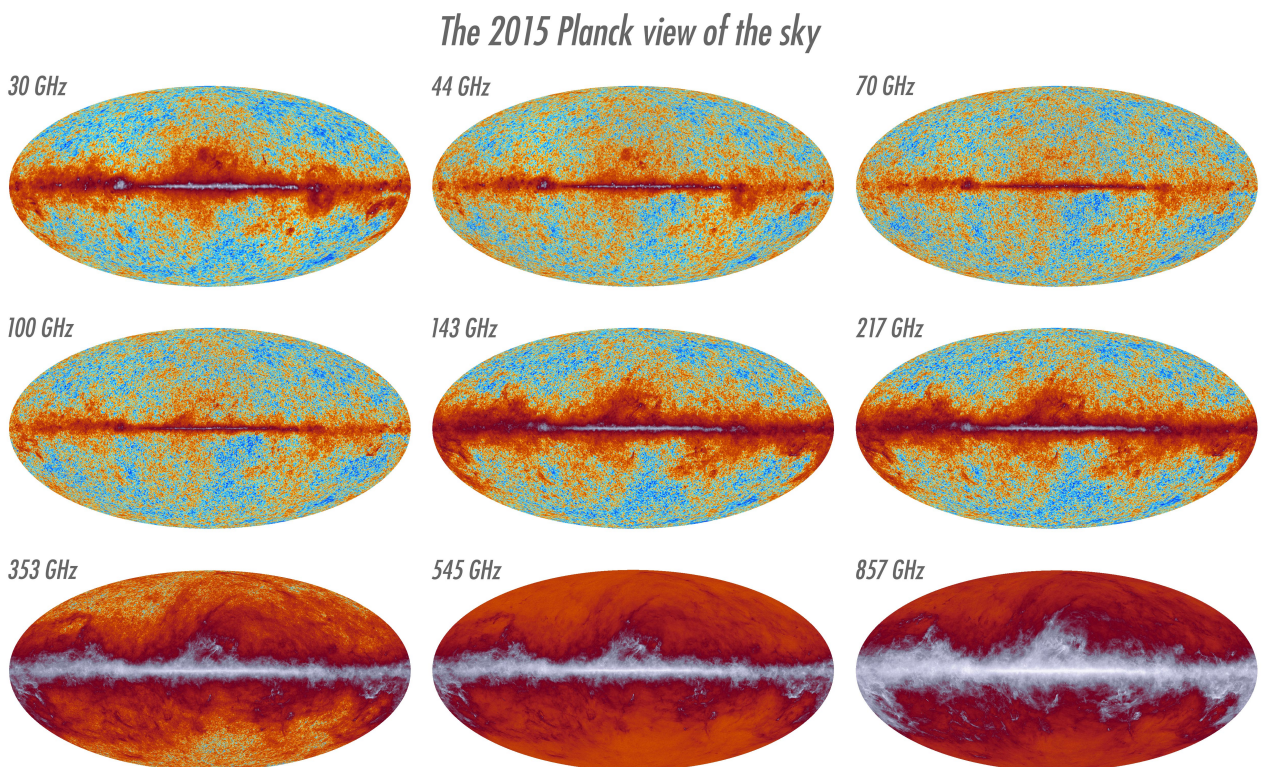 The 2015 Planck view of the sky
30 GHz
44 GHz
70 GHz
100 GHz
143 GHz
217 GHz
353 GHz
545 GHz
857 GHz